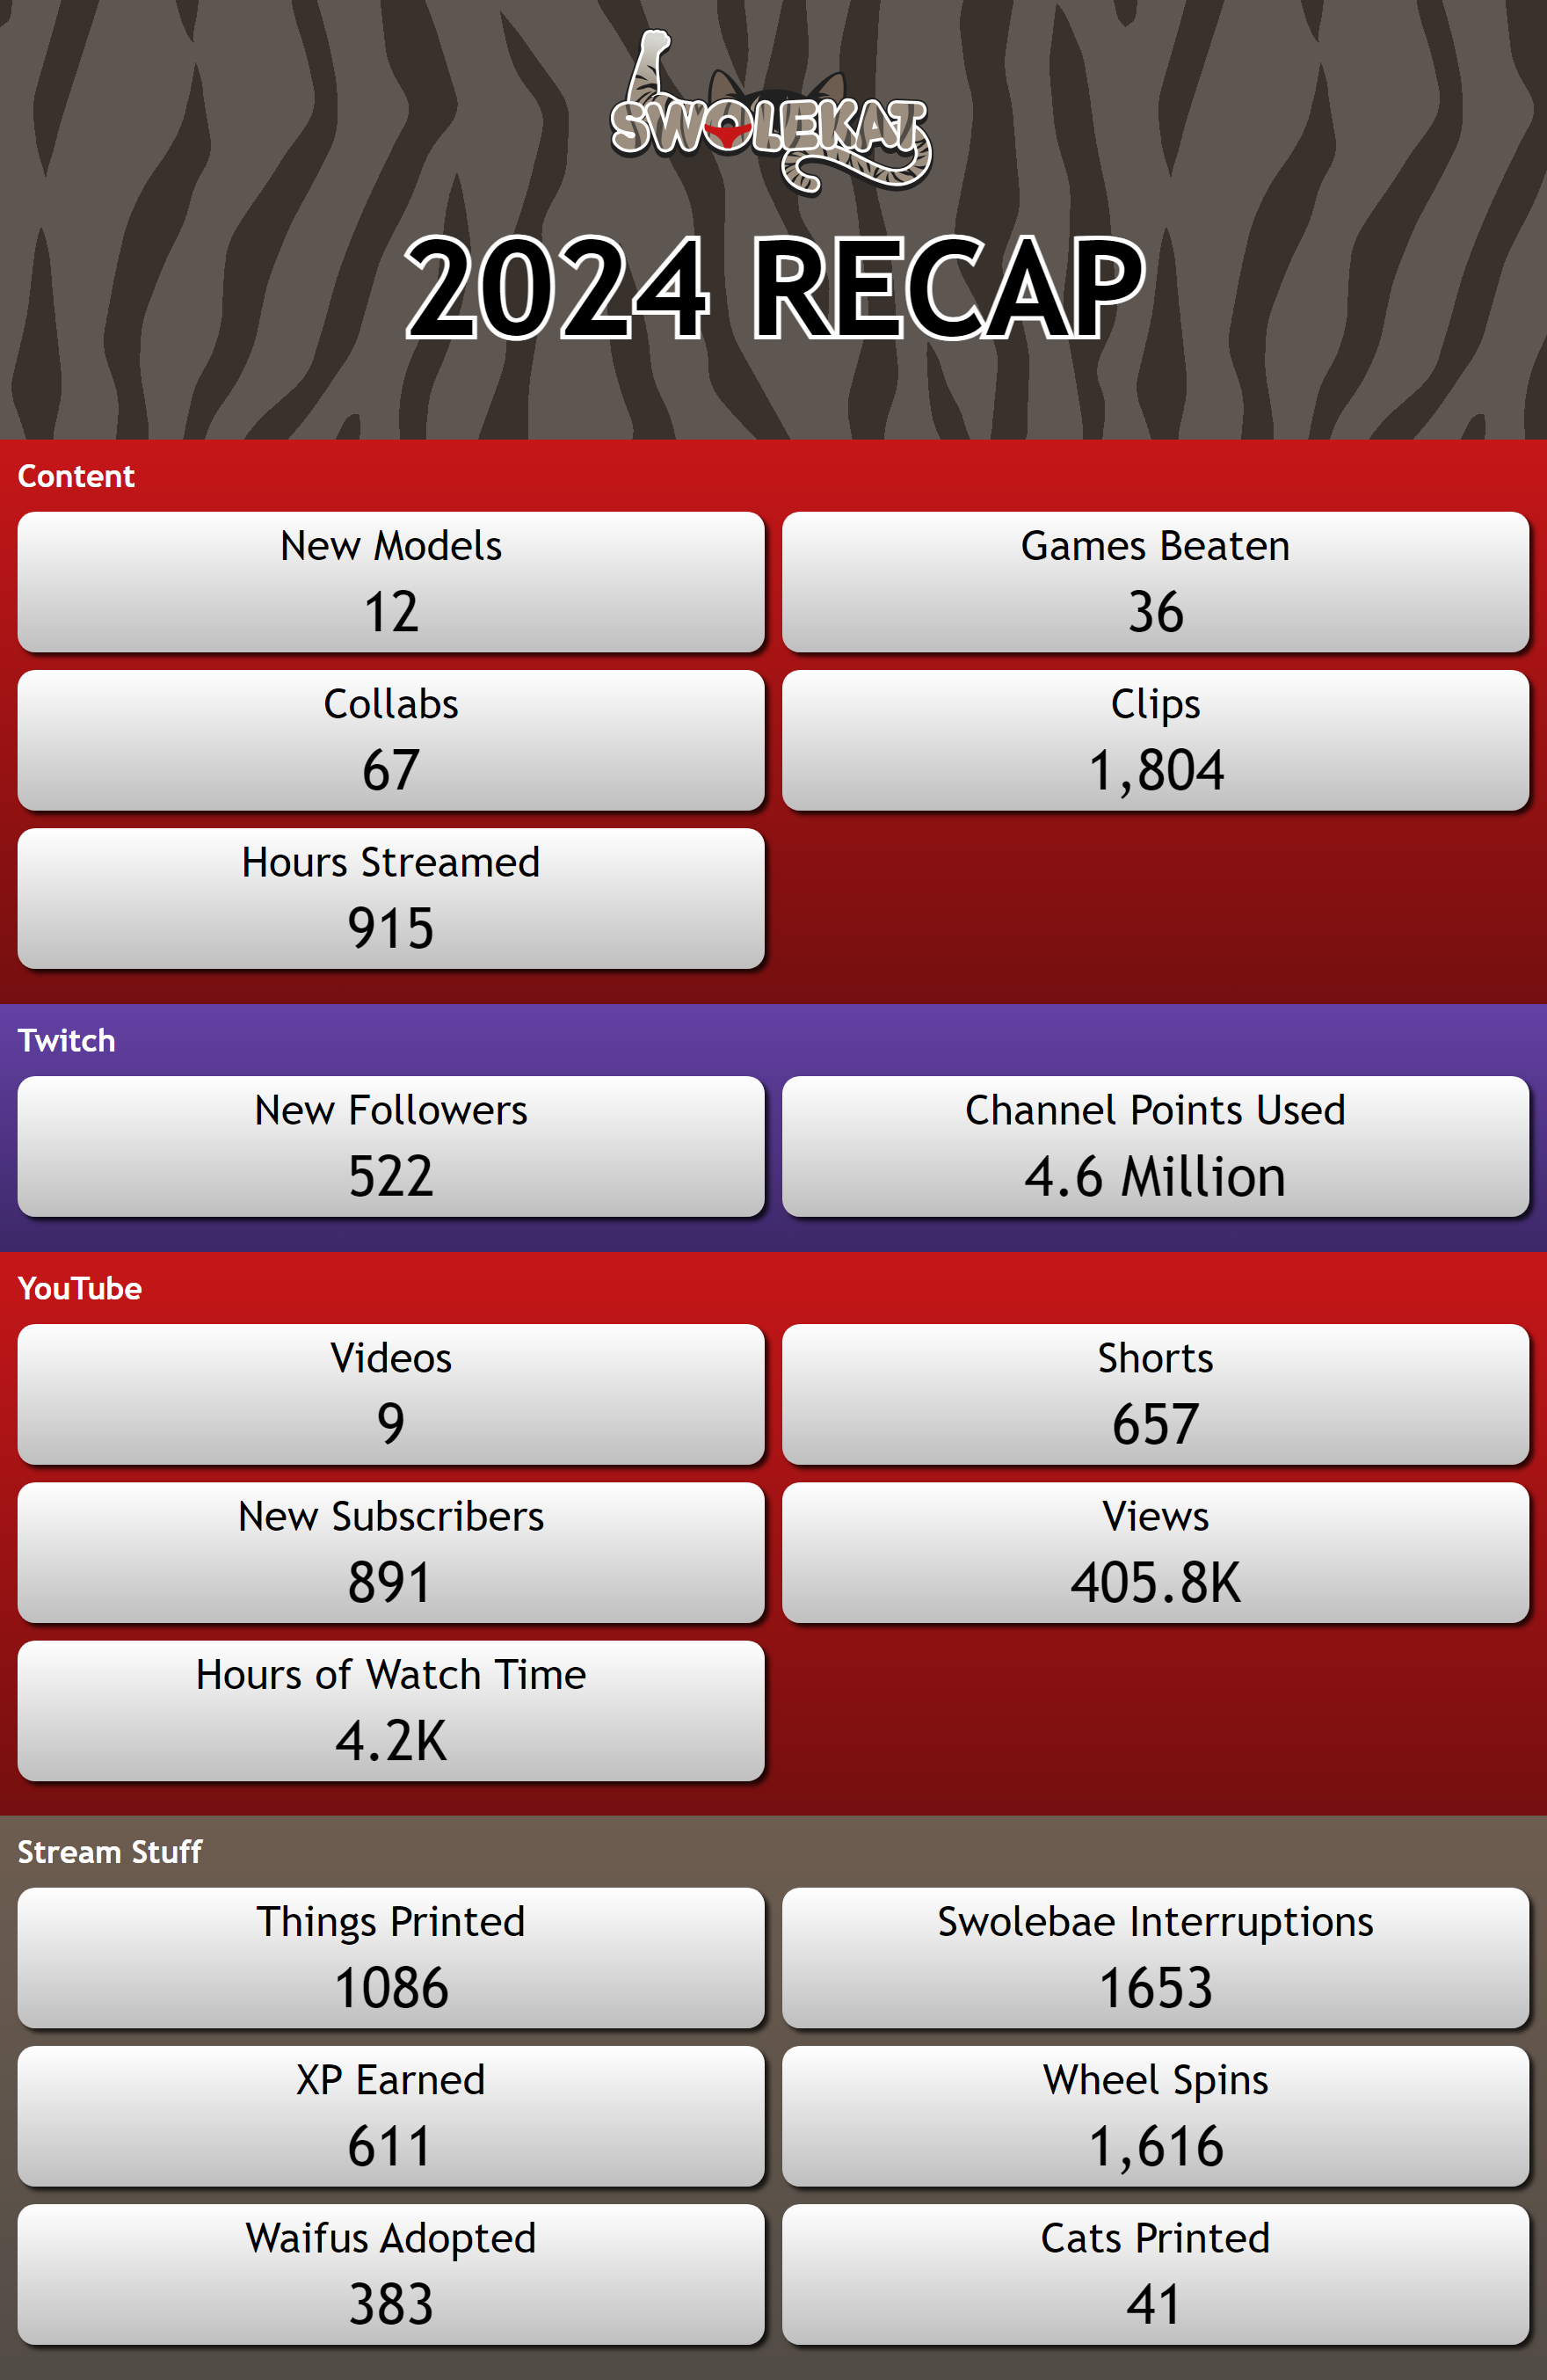 SWOLEKAT
2024 RECAP
Content
New Models
12
Games Beaten
36
Collabs
67
Clips
1,804
Hours Streamed
915
Twitch
New Followers
522
Channel Points Used
4.6 Million
YouTube
Videos
9
Shorts
657
New Subscribers
891
Views
405.8K
Hours of Watch Time
4.2K
Stream Stuff
Things Printed
1086
Swolebae Interruptions
1653
XP Earned
611
Wheel Spins
1,616
Waifus Adopted
383
Cats Printed
41